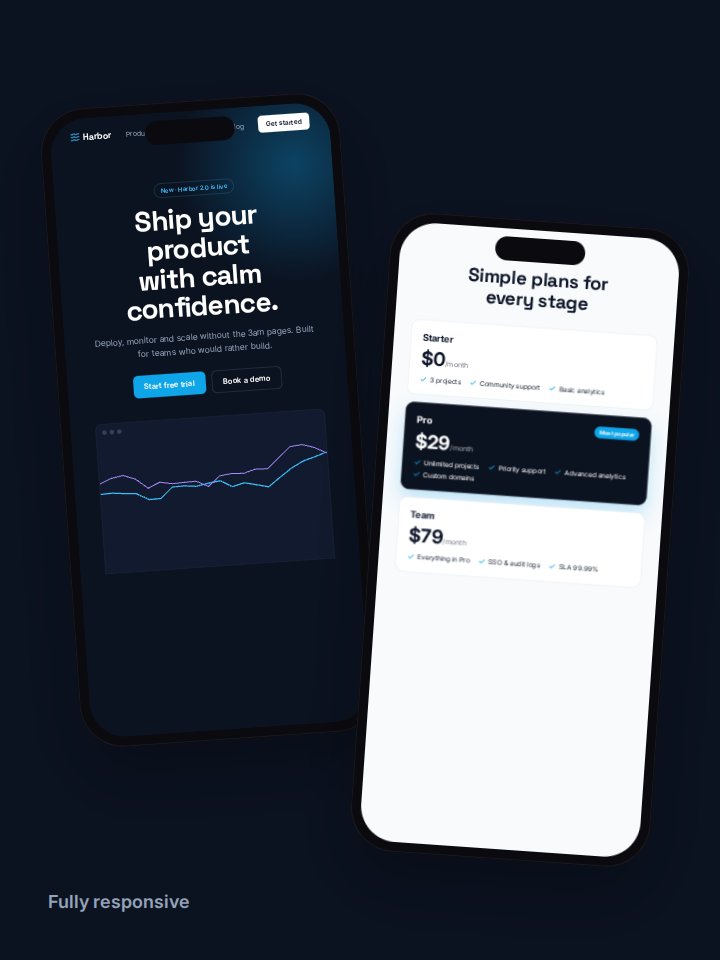 Harbor Produ log Get started
New · Harbor 2.0 is live
Ship your
product
with calm
confidence.
Deploy, monitor and scale without the 3am pages. Built
for teams who would rather build.
Start free trial Book a demo
Simple plans for
every stage
Starter
$0/month
3 projects Community support Basic analytics
Pro Most popular
$29/month
Unlimited projects Priority support Advanced analytics
Custom domains
Team
$79/month
Everything in Pro SSO & audit logs SLA 99.99%
Fully responsive